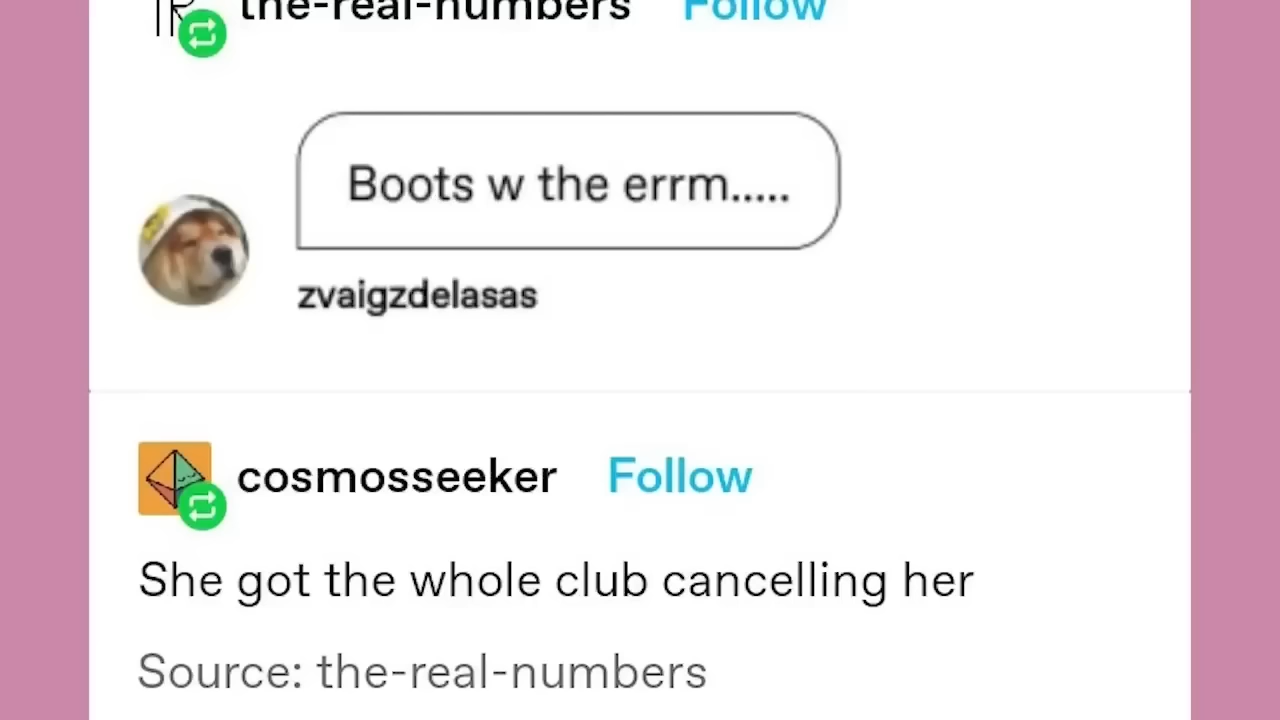 the-real-numbers Follow
Boots w the errm.....
zvaigzdelasas
cosmosseeker Follow
She got the whole club cancelling her
Source: the-real-numbers